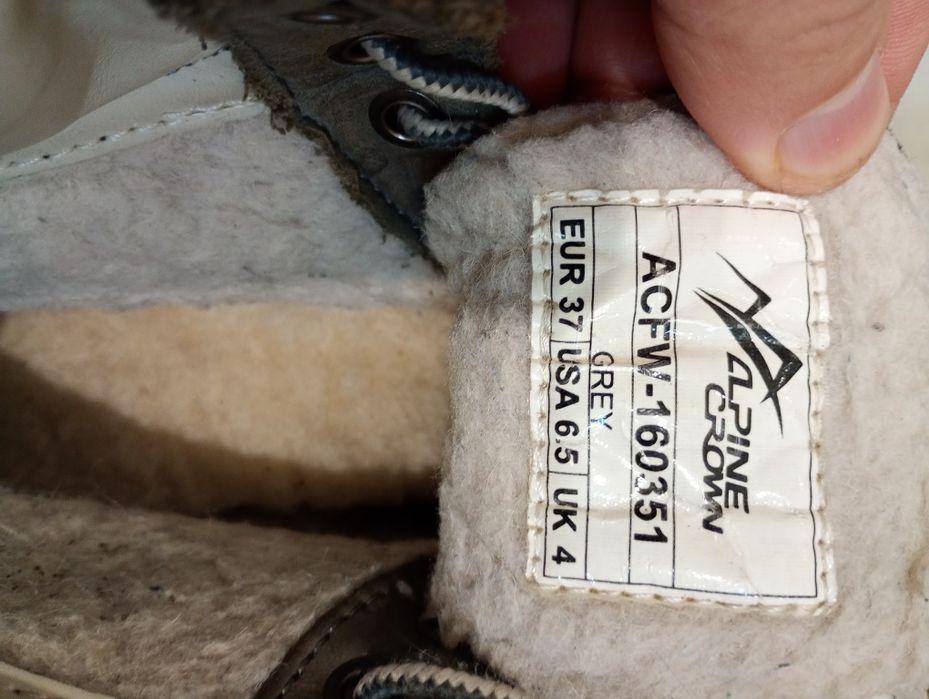 ALPINE
CROWN
ACFW-160351
GREY
EUR 37 USA 6.5 UK 4